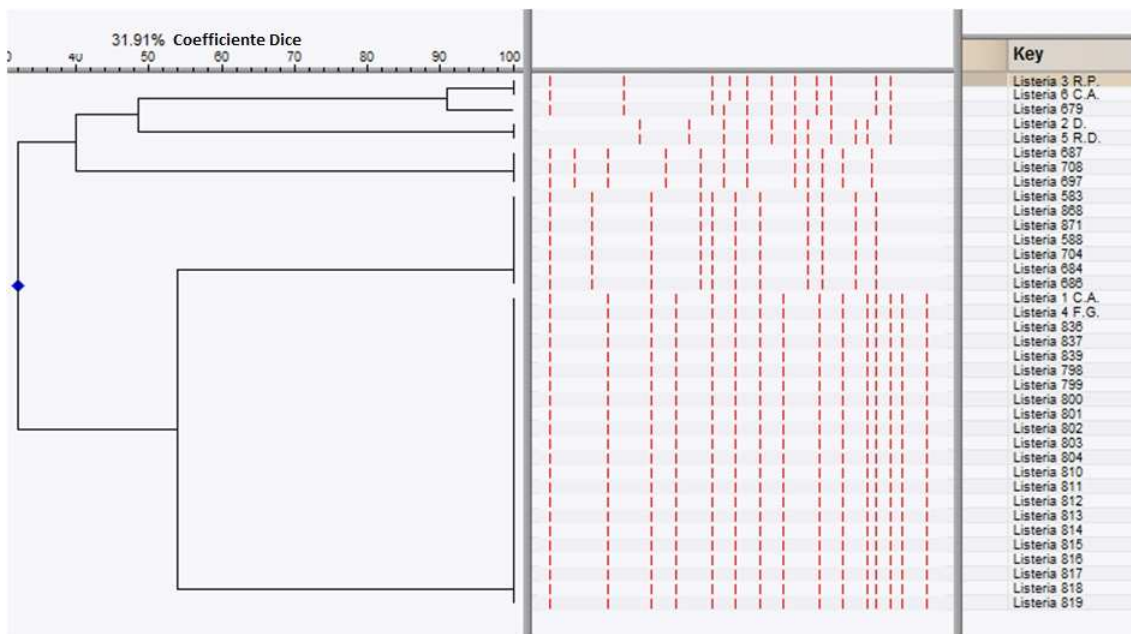 31.91% Coefficiente Dice
40 50 60 70 80 90 100
Key
Listeria 3 R.P.
Listeria 6 C.A.
Listeria 679
Listeria 2 D.
Listeria 5 R.D.
Listeria 687
Listeria 708
Listeria 697
Listeria 583
Listeria 868
Listeria 871
Listeria 588
Listeria 704
Listeria 684
Listeria 686
Listeria 1 C.A.
Listeria 4 F.G.
Listeria 836
Listeria 837
Listeria 839
Listeria 798
Listeria 799
Listeria 800
Listeria 801
Listeria 802
Listeria 803
Listeria 804
Listeria 810
Listeria 811
Listeria 812
Listeria 813
Listeria 814
Listeria 815
Listeria 816
Listeria 817
Listeria 818
Listeria 819